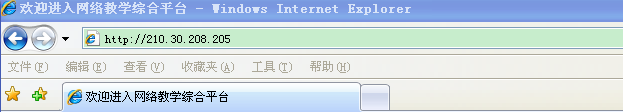 欢迎进入网络教学综合平台 - Windows Internet Explorer
http://210.30.208.205
文件(F) 编辑(E) 查看(V) 收藏夹(A) 工具(T) 帮助(H)
欢迎进入网络教学综合平台